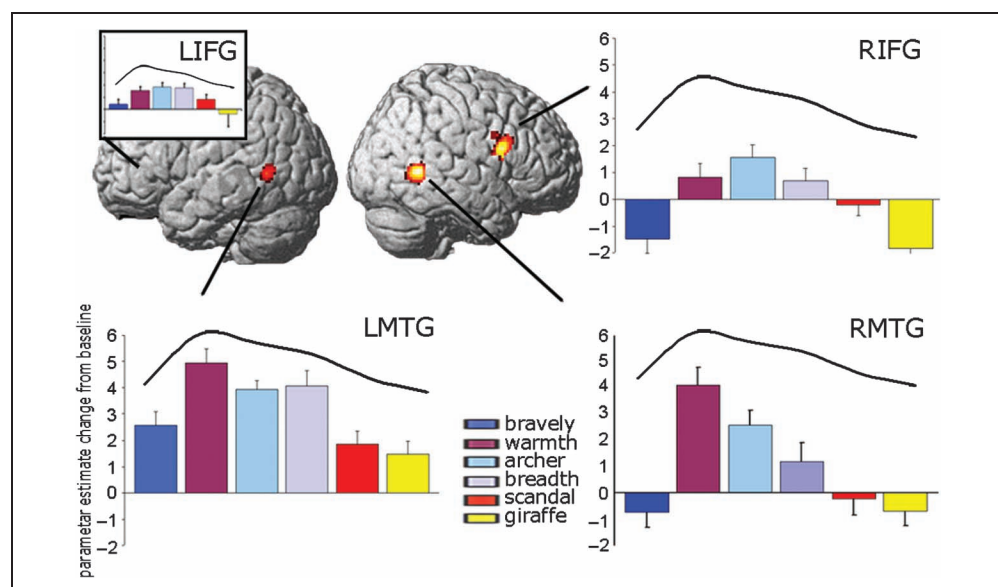 LIFG
RIFG
6
5
4
3
2
1
0
−1
−2
LMTG
parametar estimate change from baseline
6
5
4
3
2
1
0
−1
−2
bravely
warmth
archer
breadth
scandal
giraffe
RMTG
6
5
4
3
2
1
0
−1
−2